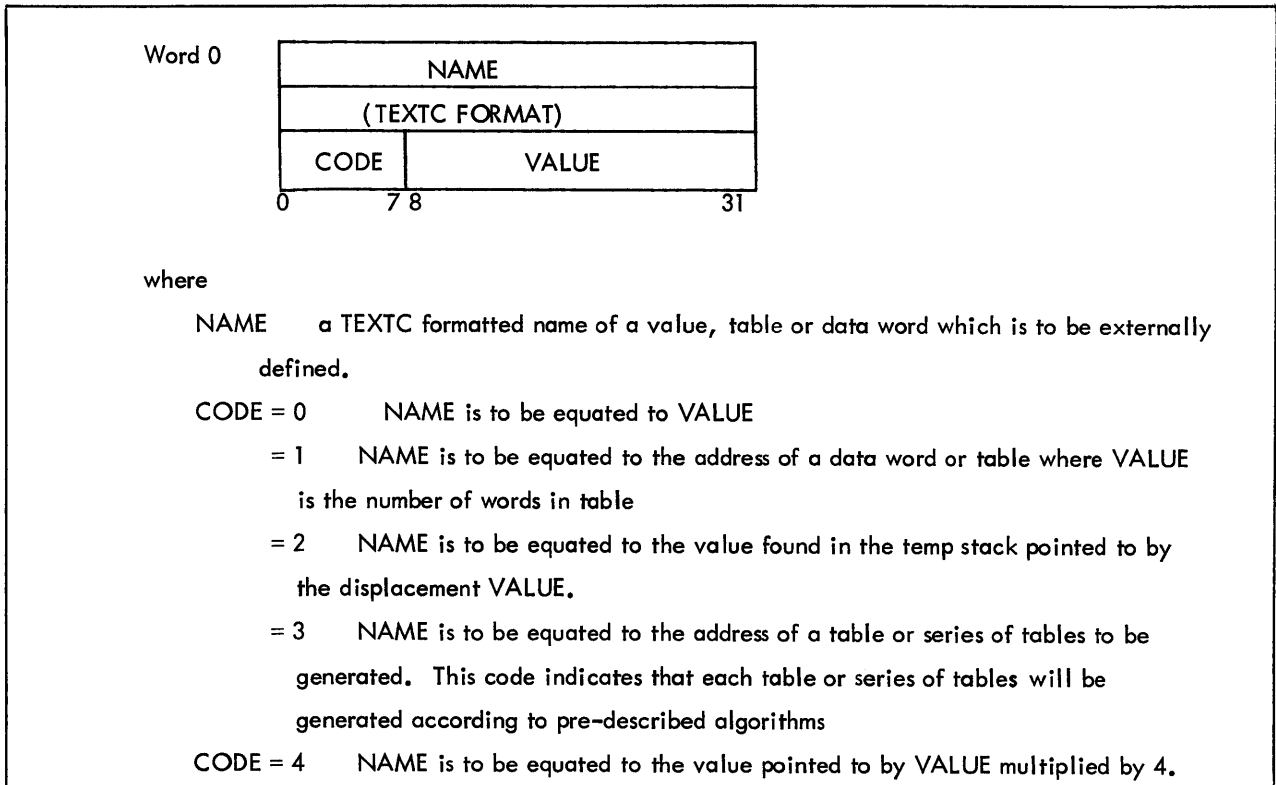 Word 0
NAME
(TEXTC FORMAT)
CODE VALUE
0 7 8 31
where
NAME a TEXTC formatted name of a value, table or data word which is to be externally
defined.
CODE = 0 NAME is to be equated to VALUE
= 1 NAME is to be equated to the address of a data word or table where VALUE
is the number of words in table
= 2 NAME is to be equated to the value found in the temp stack pointed to by
the displacement VALUE.
= 3 NAME is to be equated to the address of a table or series of tables to be
generated. This code indicates that each table or series of tables will be
generated according to pre-described algorithms
CODE = 4 NAME is to be equated to the value pointed to by VALUE multiplied by 4.